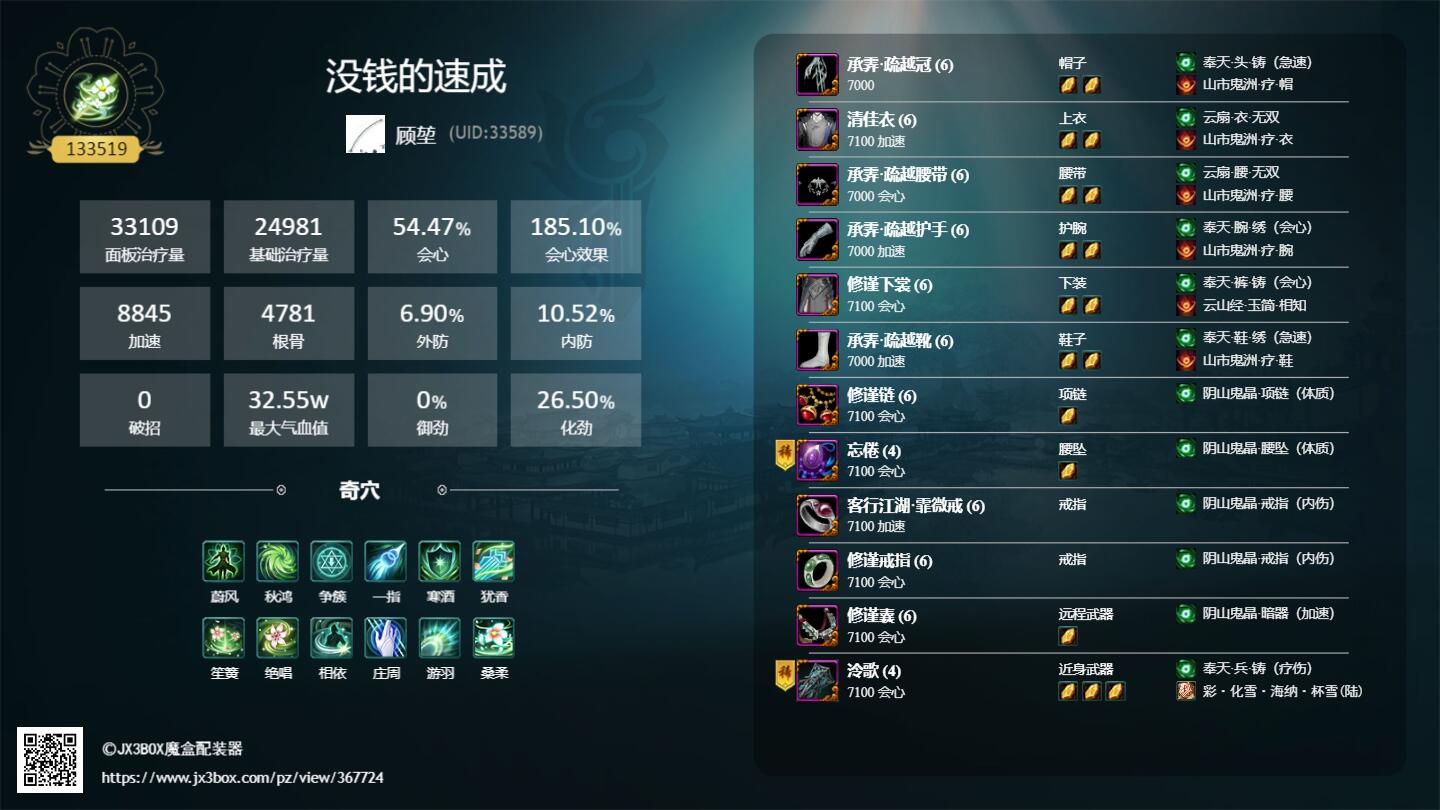 没钱的速成
顾堃 (UID:33589)
133519
33109
面板治疗量
24981
基础治疗量
54.47%
会心
185.10%
会心效果
8845
加速
4781
根骨
6.90%
外防
10.52%
内防
0
破招
32.55w
最大气血值
0%
御劲
26.50%
化劲
奇穴
蔚风 秋鸿 争簇 一指 寒酒 犹香
笙簧 绝唱 相依 庄周 游羽 桑柔
©JX3BOX魔盒配装器
https://www.jx3box.com/pz/view/367724
承弄·疏越冠 (6) 帽子 奉天·头·铸（急速）
7000 山市鬼洲·疗·帽
清佳衣 (6) 上衣 云扇·衣·无双
7100 加速 山市鬼洲·疗·衣
承弄·疏越腰带 (6) 腰带 云扇·腰·无双
7000 会心 山市鬼洲·疗·腰
承弄·疏越护手 (6) 护腕 奉天·腕·绣（会心）
7000 加速 山市鬼洲·疗·腕
修谨下裳 (6) 下装 奉天·裤·铸（会心）
7100 会心 云山经·玉简·相知
承弄·疏越靴 (6) 鞋子 奉天·鞋·绣（急速）
7000 加速 山市鬼洲·疗·鞋
修谨链 (6) 项链 阴山鬼晶·项链（体质）
7100 会心
稀 忘倦 (4) 腰坠 阴山鬼晶·腰坠（体质）
7100 会心
客行江湖·霏微戒 (6) 戒指 阴山鬼晶·戒指（内伤）
7100 加速
修谨戒指 (6) 戒指 阴山鬼晶·戒指（内伤）
7100 会心
修谨囊 (6) 远程武器 阴山鬼晶·暗器（加速）
7100 会心
稀 泠歌 (4) 近身武器 奉天·兵·铸（疗伤）
7100 会心 彩·化雪·海纳·杯雪(陆)